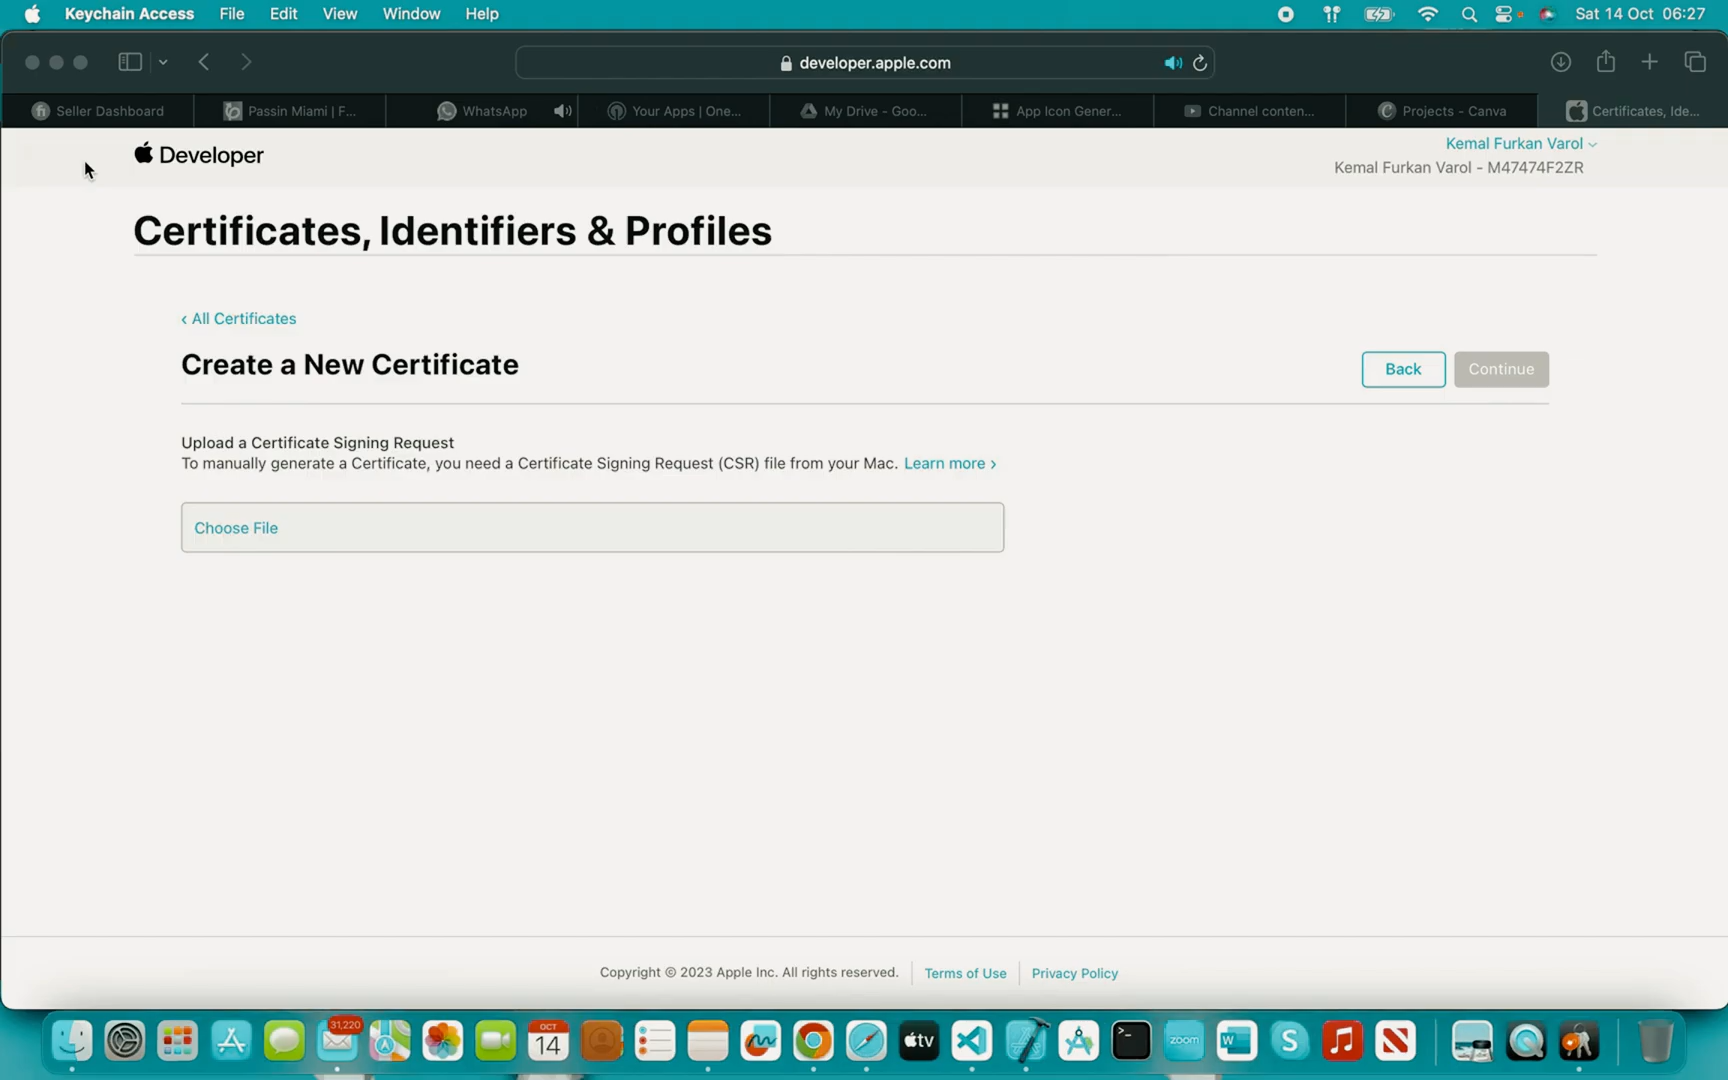 Keychain Access File Edit View Window Help Sat 14 Oct 06:27
developer.apple.com
Seller Dashboard Passin Miami | F... WhatsApp Your Apps | One... My Drive - Goo... App Icon Gener... Channel conten... Projects - Canva Certificates, Ide...
Developer
Kemal Furkan Varol
Kemal Furkan Varol - M47474F2ZR
Certificates, Identifiers & Profiles
‹ All Certificates
Create a New Certificate
Back Continue
Upload a Certificate Signing Request
To manually generate a Certificate, you need a Certificate Signing Request (CSR) file from your Mac. Learn more ›
Choose File
Copyright © 2023 Apple Inc. All rights reserved. Terms of Use Privacy Policy
31,220
OCT
14
tv
zoom
W
S